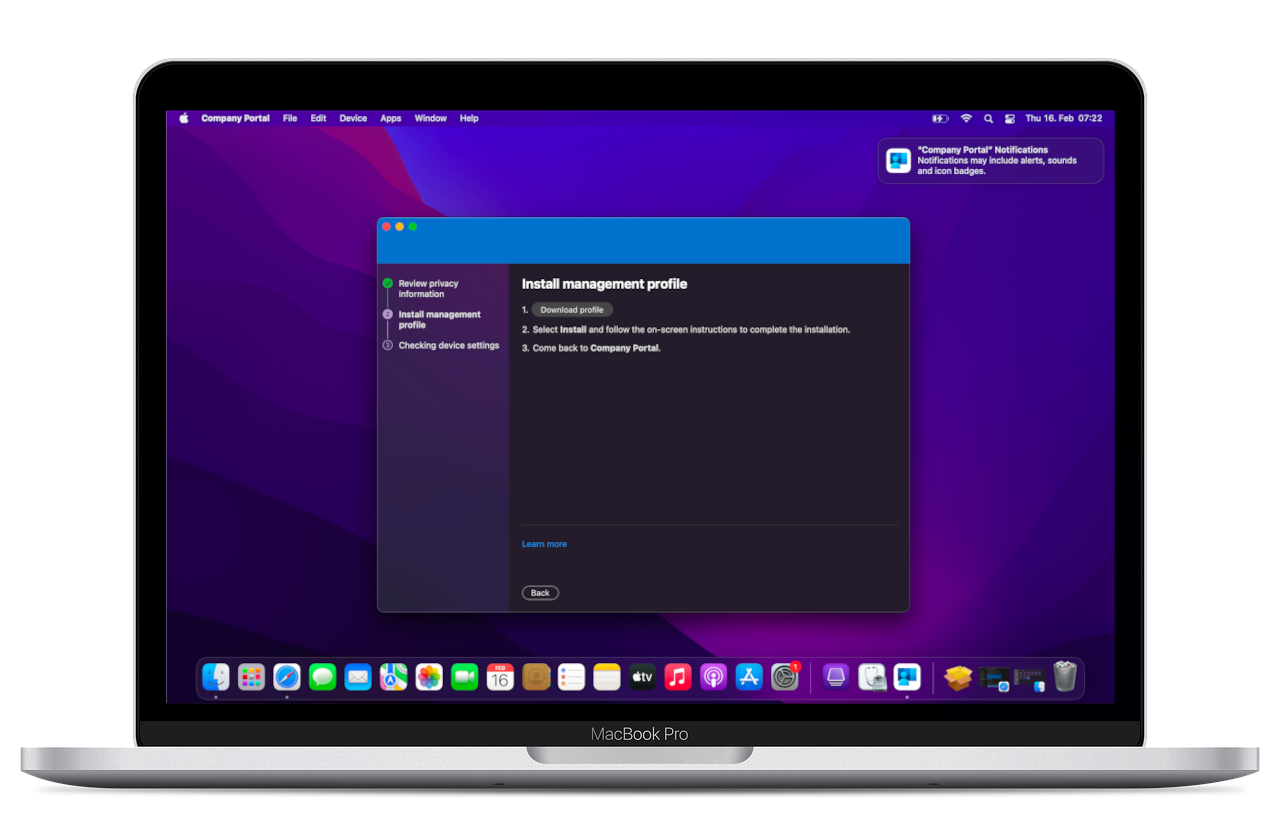 Company Portal File Edit Device Apps Window Help
Thu 16. Feb 07:22
"Company Portal" Notifications
Notifications may include alerts, sounds
and icon badges.
Review privacy
information
2 Install management
profile
3 Checking device settings
Install management profile
1. Download profile
2. Select Install and follow the on-screen instructions to complete the installation.
3. Come back to Company Portal.
Learn more
Back
FEB
16
tv
1
MacBook Pro